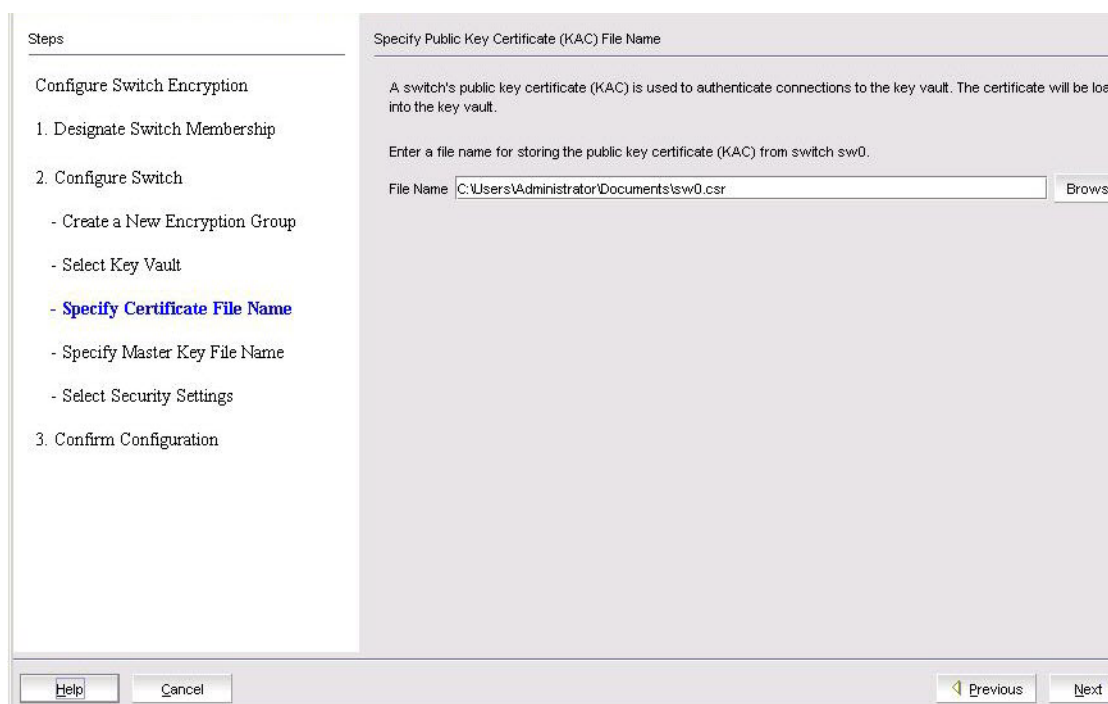 Steps
Configure Switch Encryption
1. Designate Switch Membership
2. Configure Switch
- Create a New Encryption Group
- Select Key Vault
- Specify Certificate File Name
- Specify Master Key File Name
- Select Security Settings
3. Confirm Configuration
Specify Public Key Certificate (KAC) File Name
A switch's public key certificate (KAC) is used to authenticate connections to the key vault. The certificate will be loa
into the key vault.
Enter a file name for storing the public key certificate (KAC) from switch sw0.
File Name C:\Users\Administrator\Documents\sw0.csr Brows
Help Cancel Previous Next